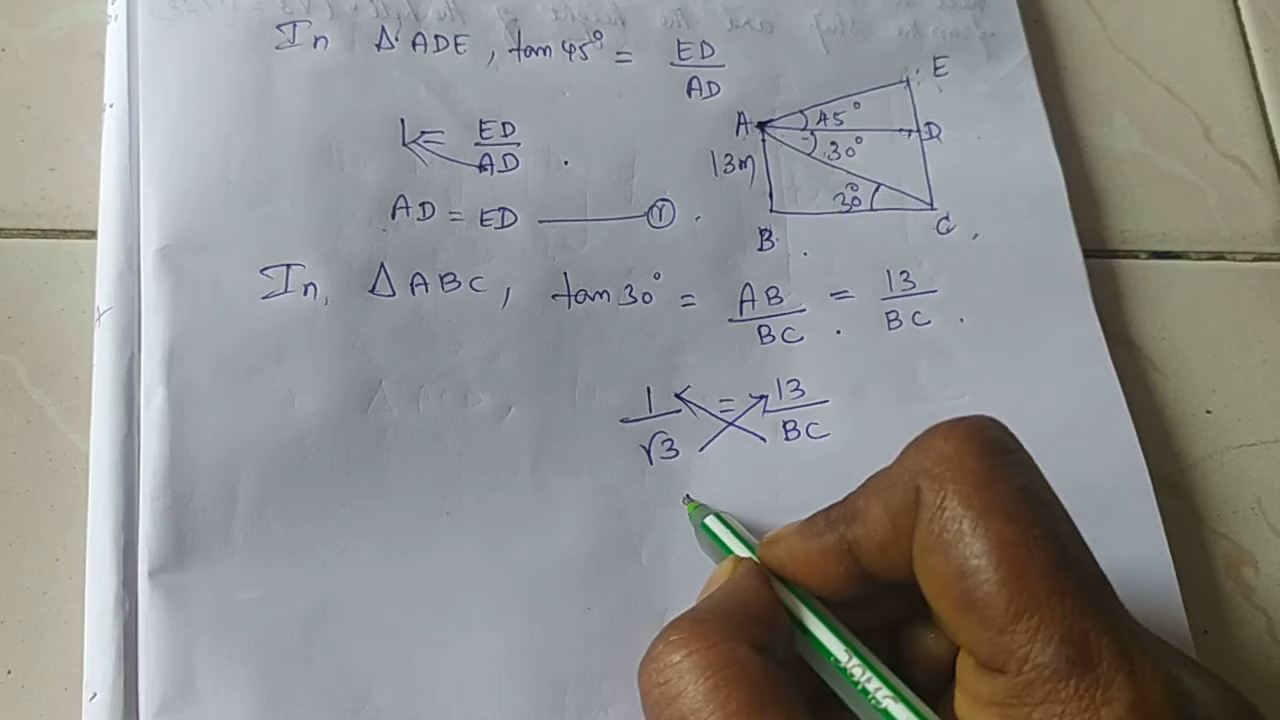 In ΔADE, tan 45° = ED/AD
1 = ED/AD .
AD = ED ——— ①.
E
A 45° D
30°
13m
30°
B. C.
In, ΔABC, tan 30° = AB/BC. = 13/BC.
1/√3 = 13/BC